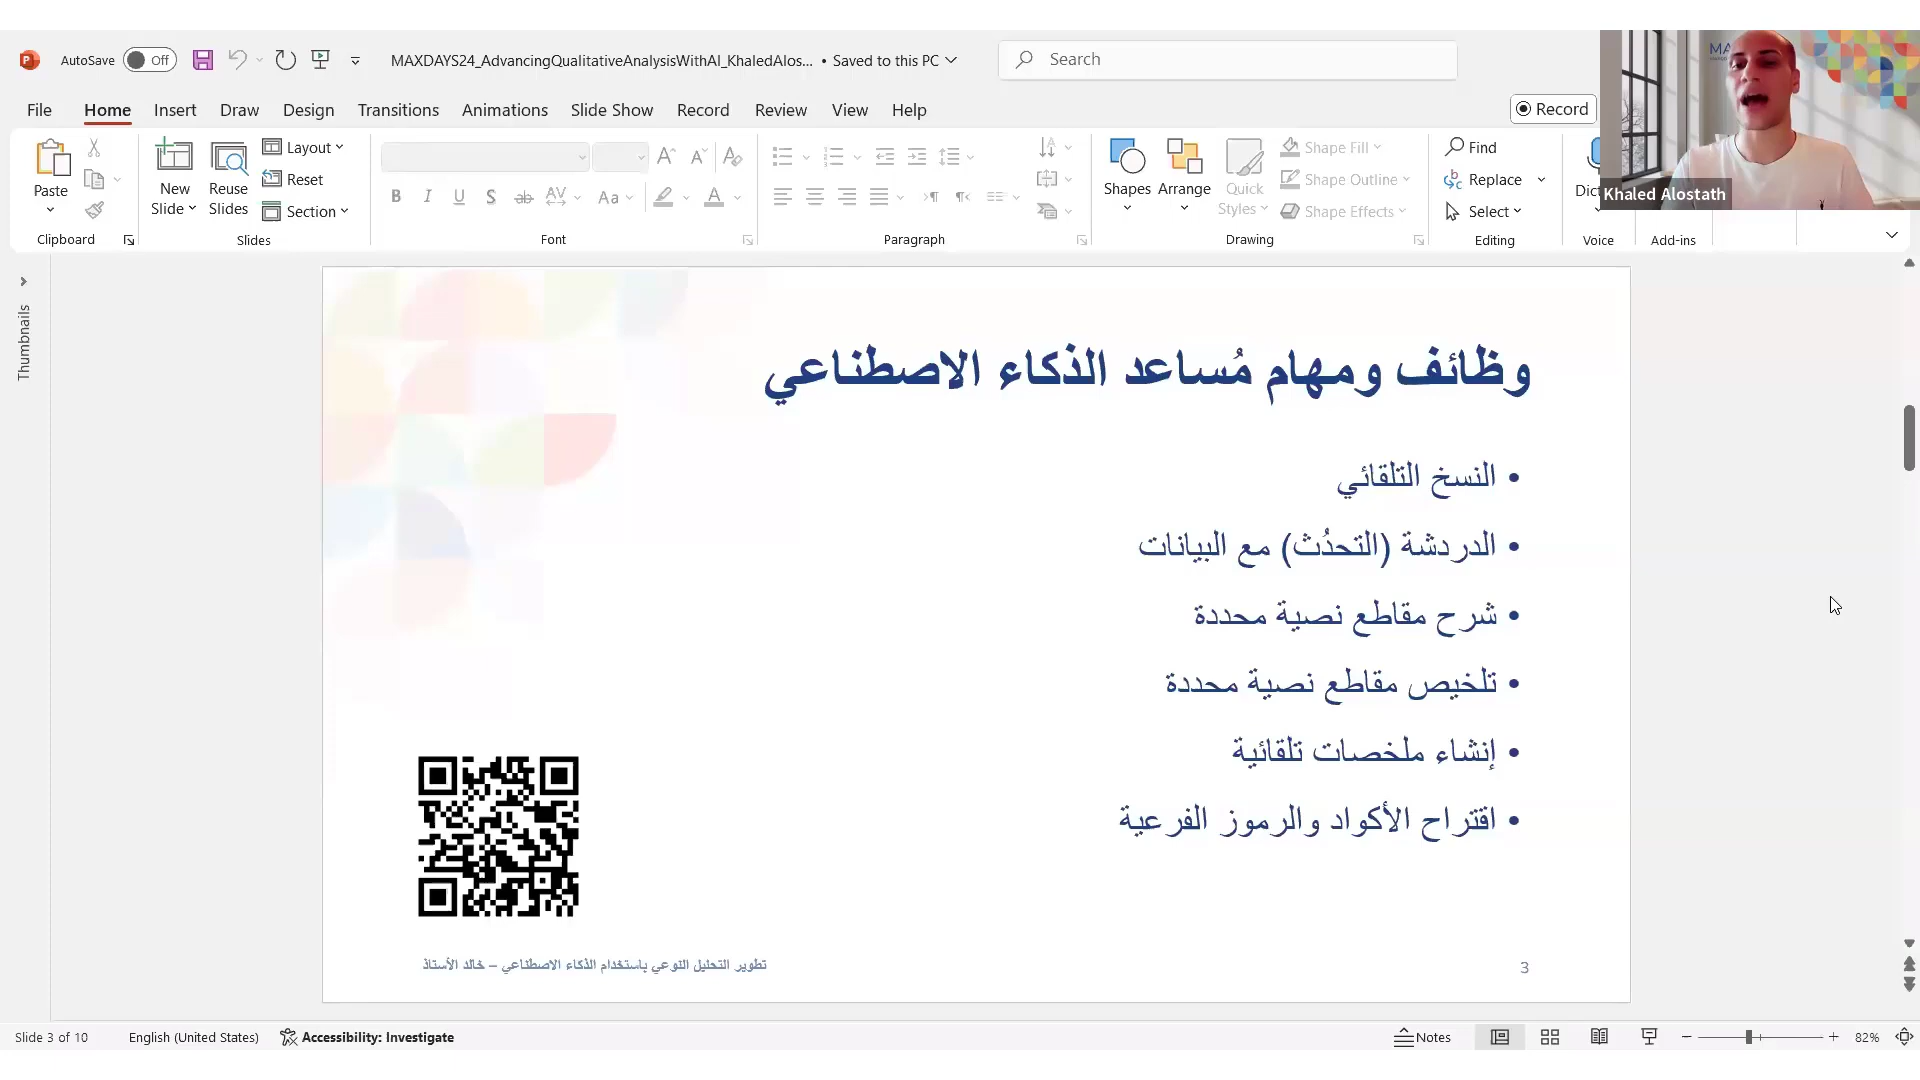 AutoSave Off MAXDAYS24_AdvancingQualitativeAnalysisWithAI_KhaledAlos... • Saved to this PC Search
File Home Insert Draw Design Transitions Animations Slide Show Record Review View Help Record
Paste
New Slide
Reuse Slides
Layout
Reset
Section
Shapes
Arrange
Quick Styles
Shape Fill
Shape Outline
Shape Effects
Find
Replace
Select
Khaled Alostath
Clipboard Slides Font Paragraph Drawing Editing Voice Add-ins
Thumbnails
وظائف ومهام مُساعد الذكاء الاصطناعي
• النسخ التلقائي
• الدردشة (التحدُث) مع البيانات
• شرح مقاطع نصية محددة
• تلخيص مقاطع نصية محددة
• إنشاء ملخصات تلقائية
• اقتراح الأكواد والرموز الفرعية
تطوير التحليل النوعي باستخدام الذكاء الاصطناعي – خالد الأستاذ
3
Slide 3 of 10 English (United States) Accessibility: Investigate Notes 82%